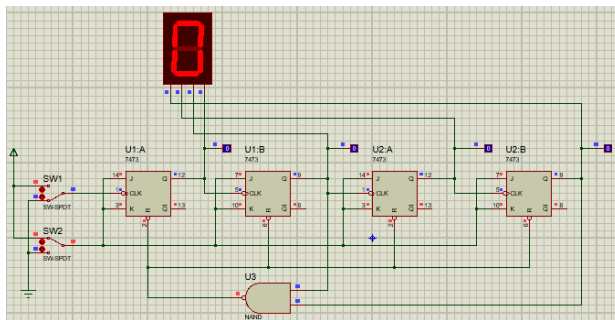 0
U1:A
7473
14 J Q 12
1 CLK
3 K R Q 13
2
U1:B
7473
7 J Q 9
5 CLK
10 K R Q 8
6
U2:A
7473
14 J Q 12
1 CLK
3 K R Q 13
2
U2:B
7473
7 J Q 9
5 CLK
10 K R Q 8
6
0
0
0
0
SW1
SW-SPDT
SW2
SW-SPDT
U3
NAND